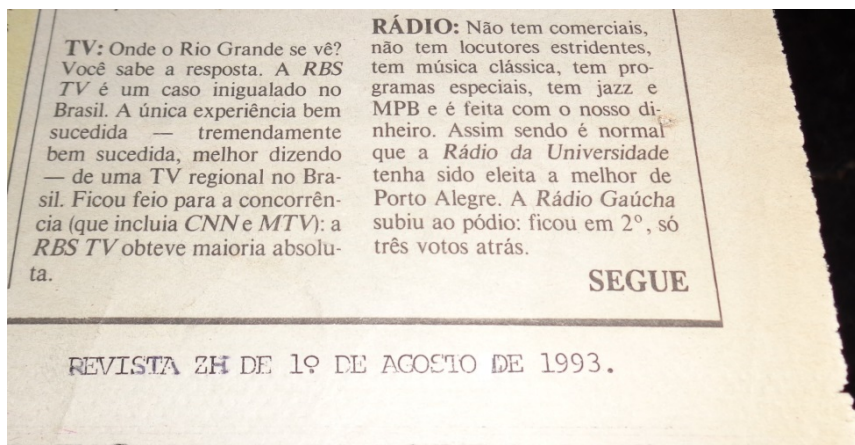 TV: Onde o Rio Grande se vê?
Você sabe a resposta. A RBS
TV é um caso inigualado no
Brasil. A única experiência bem
sucedida — tremendamente
bem sucedida, melhor dizendo
— de uma TV regional no Bra-
sil. Ficou feio para a concorrên-
cia (que incluia CNN e MTV): a
RBS TV obteve maioria absolu-
ta.
RÁDIO: Não tem comerciais,
não tem locutores estridentes,
tem música clássica, tem pro-
gramas especiais, tem jazz e
MPB e é feita com o nosso di-
nheiro. Assim sendo é normal
que a Rádio da Universidade
tenha sido eleita a melhor de
Porto Alegre. A Rádio Gaúcha
subiu ao pódio: ficou em 2º, só
três votos atrás.
SEGUE
REVISTA ZH DE 1º DE AGOSTO DE 1993.